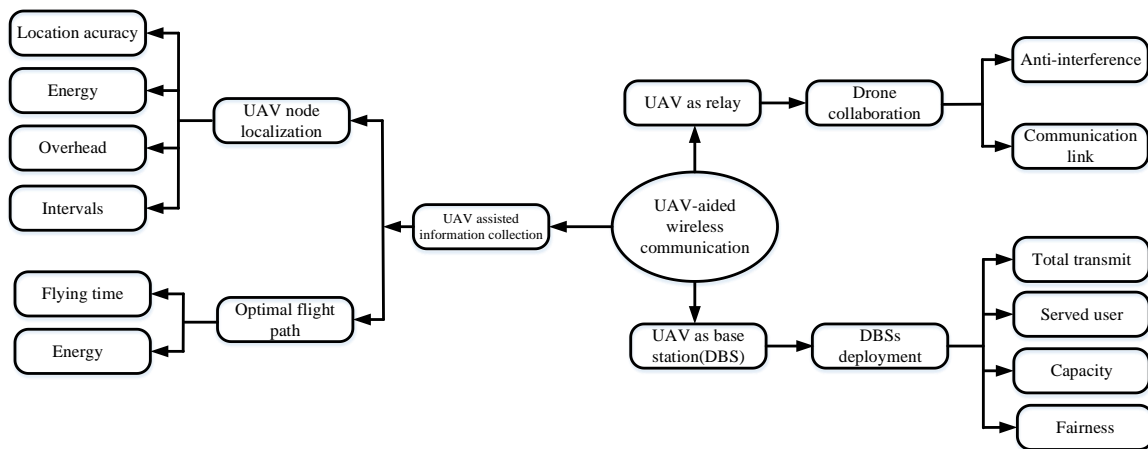 Location acuracy
Energy
Overhead
Intervals
UAV node
localization
Flying time
Energy
Optimal flight
path
UAV assisted
information collection
UAV-aided
wireless
communication
UAV as relay
Drone
collaboration
Anti-interference
Communication
link
UAV as base
station(DBS)
DBSs
deployment
Total transmit
Served user
Capacity
Fairness